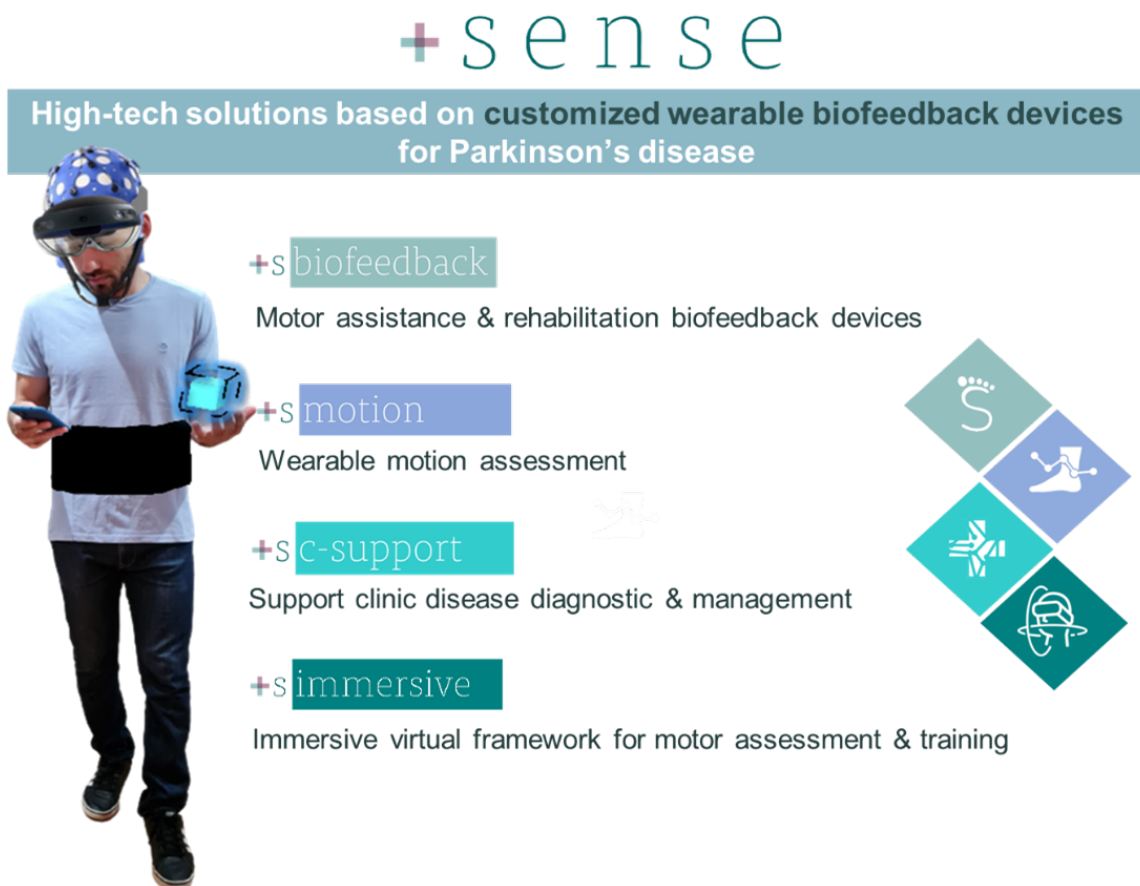 +sense
High-tech solutions based on customized wearable biofeedback devices
for Parkinson's disease
+s biofeedback
Motor assistance & rehabilitation biofeedback devices
+s motion
Wearable motion assessment
+s c-support
Support clinic disease diagnostic & management
+s immersive
Immersive virtual framework for motor assessment & training